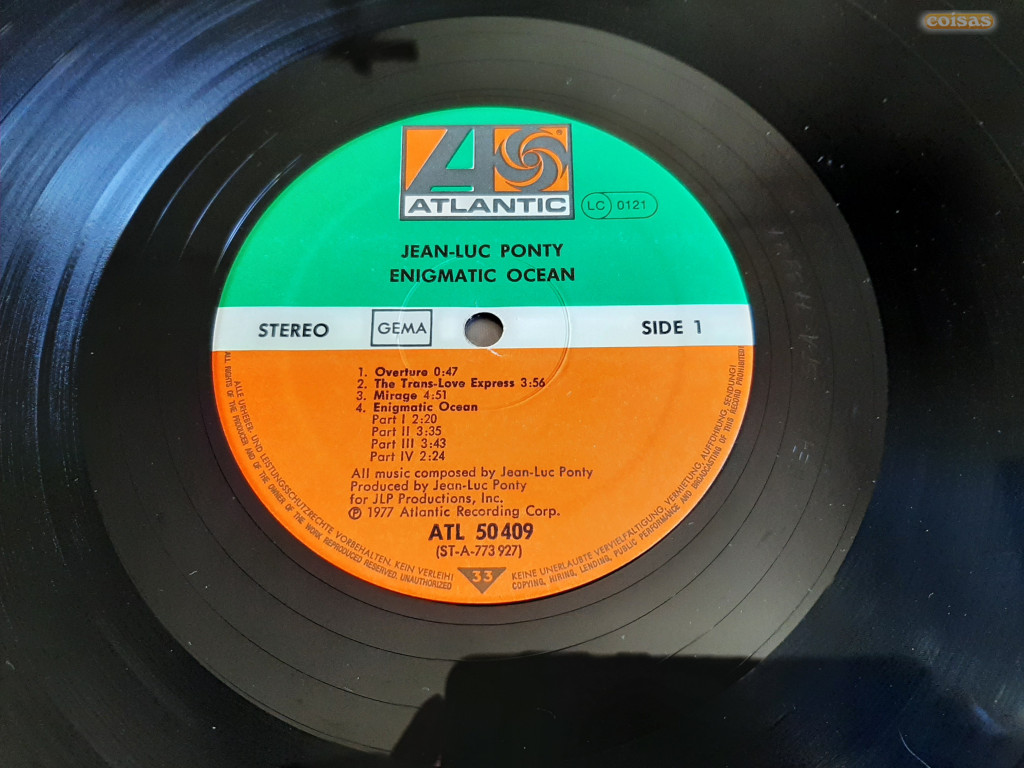 coisas
ATLANTIC
LC 0121
JEAN-LUC PONTY
ENIGMATIC OCEAN
STEREO GEMA SIDE 1
1. Overture 0:47
2. The Trans-Love Express 3:56
3. Mirage 4:51
4. Enigmatic Ocean
Part I 2:20
Part II 3:35
Part III 3:43
Part IV 2:24
All music composed by Jean-Luc Ponty
Produced by Jean-Luc Ponty
for JLP Productions, Inc.
℗ 1977 Atlantic Recording Corp.
ATL 50 409
(ST-A-773 927)
33
ALLE URHEBER- UND LEISTUNGSSCHUTZRECHTE VORBEHALTEN. KEIN VERLEIH! KEINE UNERLAUBTE VERVIELFÄLTIGUNG, VERMIETUNG, AUFFÜHRUNG, SENDUNG!
ALL RIGHTS OF THE PRODUCER AND OF THE OWNER OF THE WORK REPRODUCED RESERVED. UNAUTHORIZED COPYING, HIRING, LENDING, PUBLIC PERFORMANCE AND BROADCASTING OF THIS RECORD PROHIBITED!